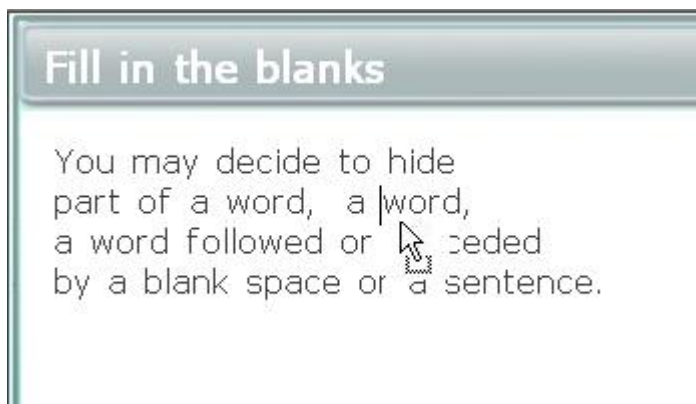 Fill in the blanks
You may decide to hide
part of a word, a word,
a word followed or ceded
by a blank space or a sentence.